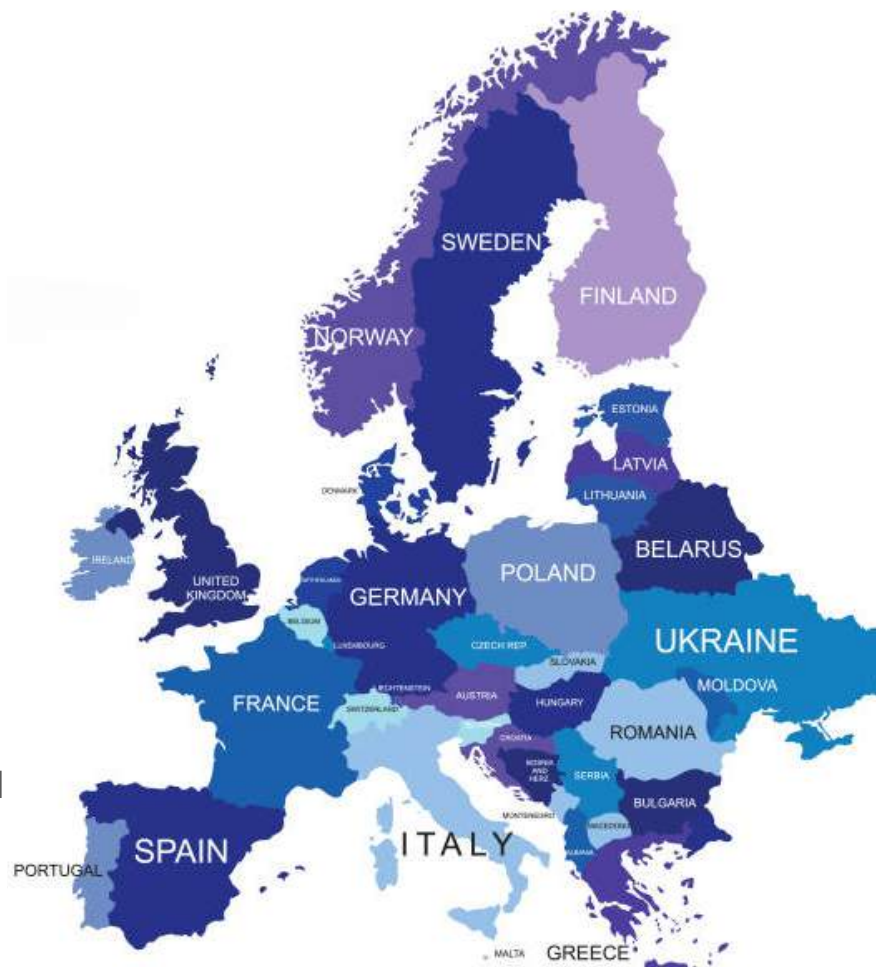 SWEDEN
FINLAND
NORWAY
ESTONIA
LATVIA
DENMARK
LITHUANIA
BELARUS
IRELAND
POLAND
UNITED
KINGDOM
NETHERLANDS
GERMANY
BELGIUM
UKRAINE
LUXEMBOURG
CZECH REP.
SLOVAKIA
LIECHTENSTEIN
AUSTRIA
MOLDOVA
FRANCE
SWITZERLAND
HUNGARY
ROMANIA
CROATIA
BOSNIA
AND
HERZ
SERBIA
BULGARIA
MONTENEGRO
MACEDONIA
ITALY
SPAIN
ALBANIA
PORTUGAL
MALTA
GREECE